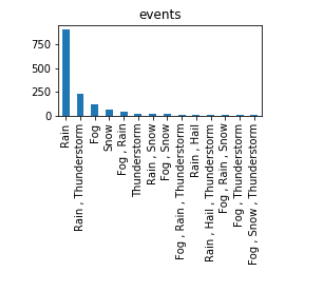 events
750
500
250
0
Rain
Rain , Thunderstorm
Fog
Snow
Fog , Rain
Thunderstorm
Rain , Snow
Fog , Snow
Fog , Rain , Thunderstorm
Rain , Hail
Rain , Hail , Thunderstorm
Fog , Rain , Snow
Fog , Thunderstorm
Fog , Snow , Thunderstorm